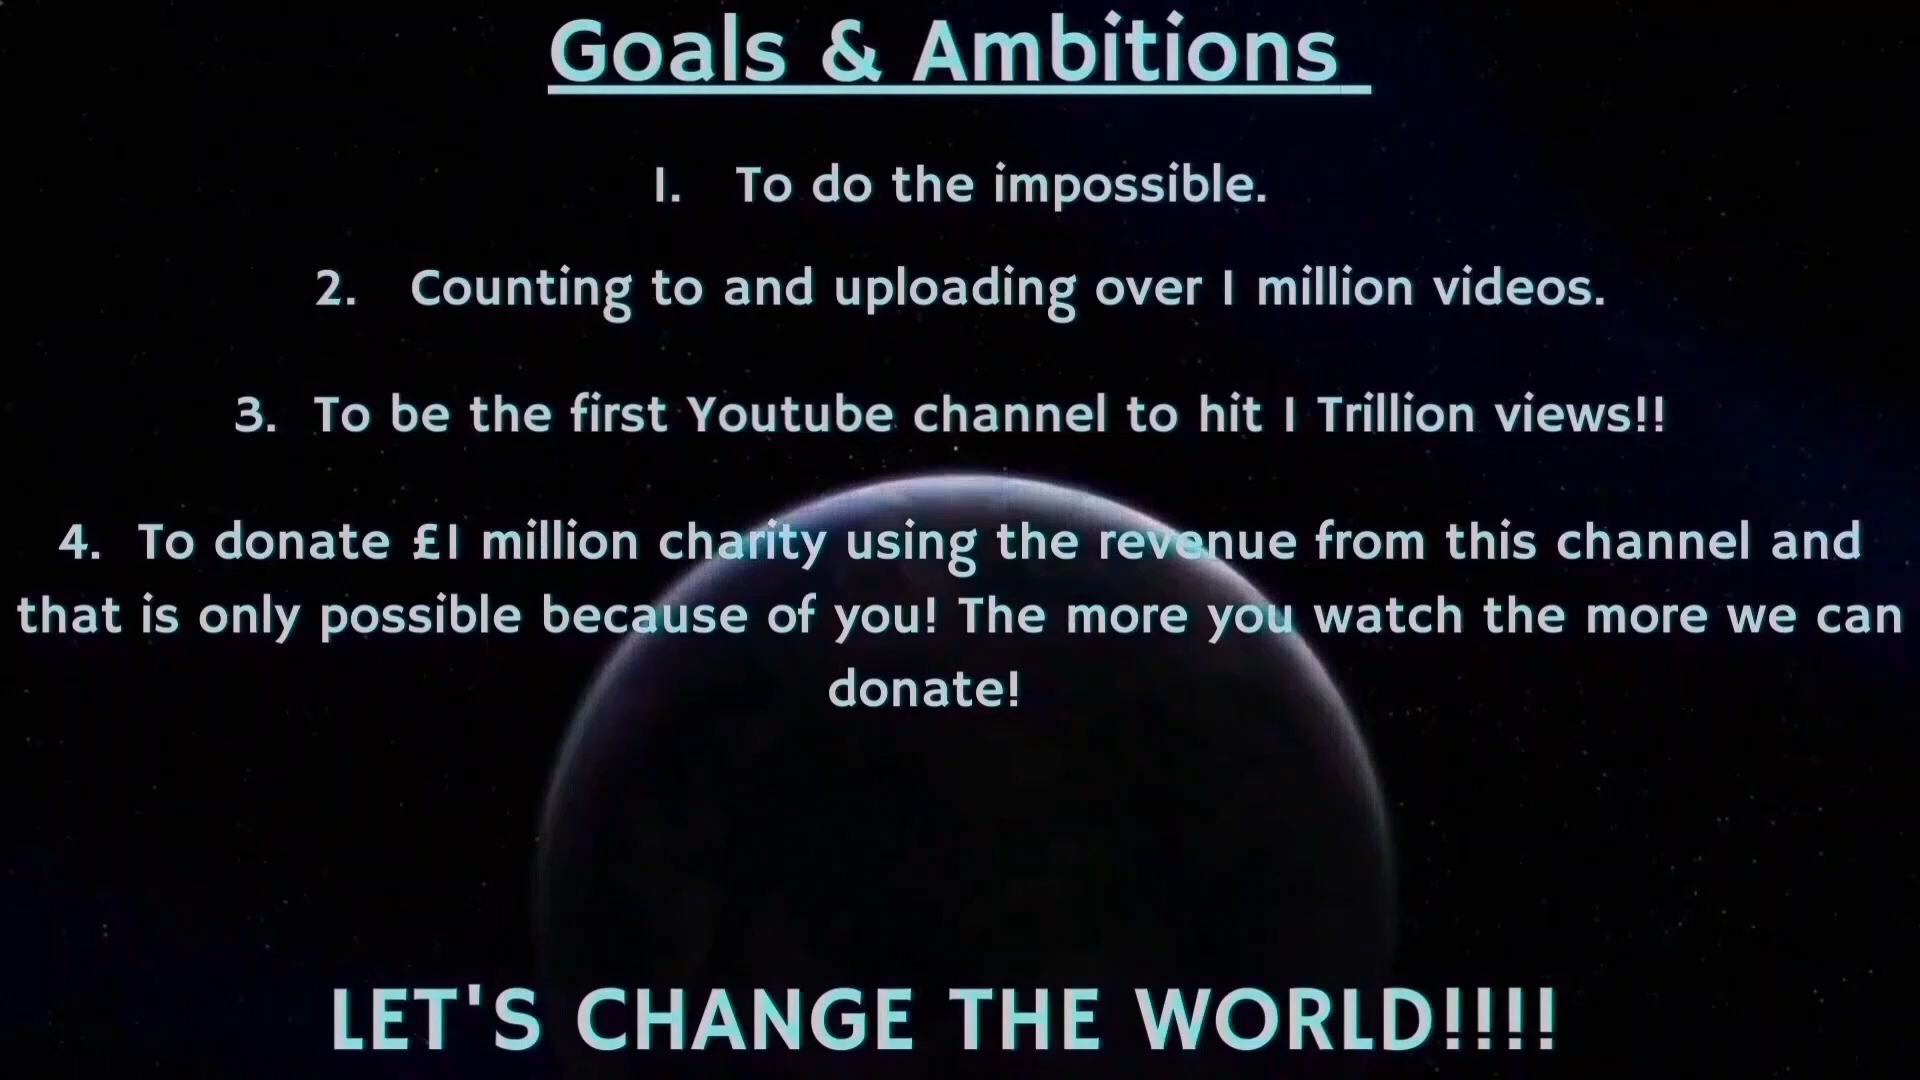 Goals & Ambitions
1. To do the impossible.
2. Counting to and uploading over 1 million videos.
3. To be the first Youtube channel to hit 1 Trillion views!!
4. To donate £1 million charity using the revenue from this channel and
that is only possible because of you! The more you watch the more we can
donate!
LET'S CHANGE THE WORLD!!!!